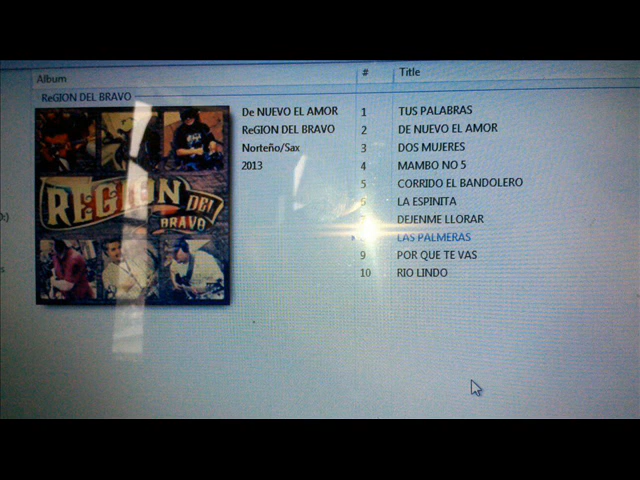 Album
# Title
ReGION DEL BRAVO
REGION DEL BRAVO
De NUEVO EL AMOR
ReGION DEL BRAVO
Norteño/Sax
2013
1 TUS PALABRAS
2 DE NUEVO EL AMOR
3 DOS MUJERES
4 MAMBO NO 5
5 CORRIDO EL BANDOLERO
6 LA ESPINITA
DEJENME LLORAR
LAS PALMERAS
9 POR QUE TE VAS
10 RIO LINDO